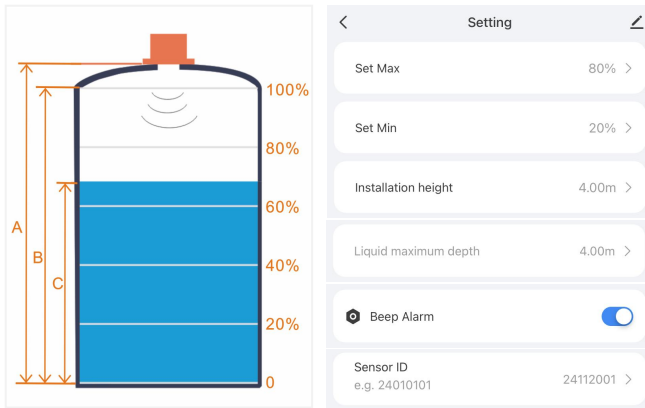 100%
80%
60%
40%
20%
0
A
B
C
Setting
Set Max 80%
Set Min 20%
Installation height 4.00m
Liquid maximum depth 4.00m
Beep Alarm
Sensor ID
e.g. 24010101 24112001